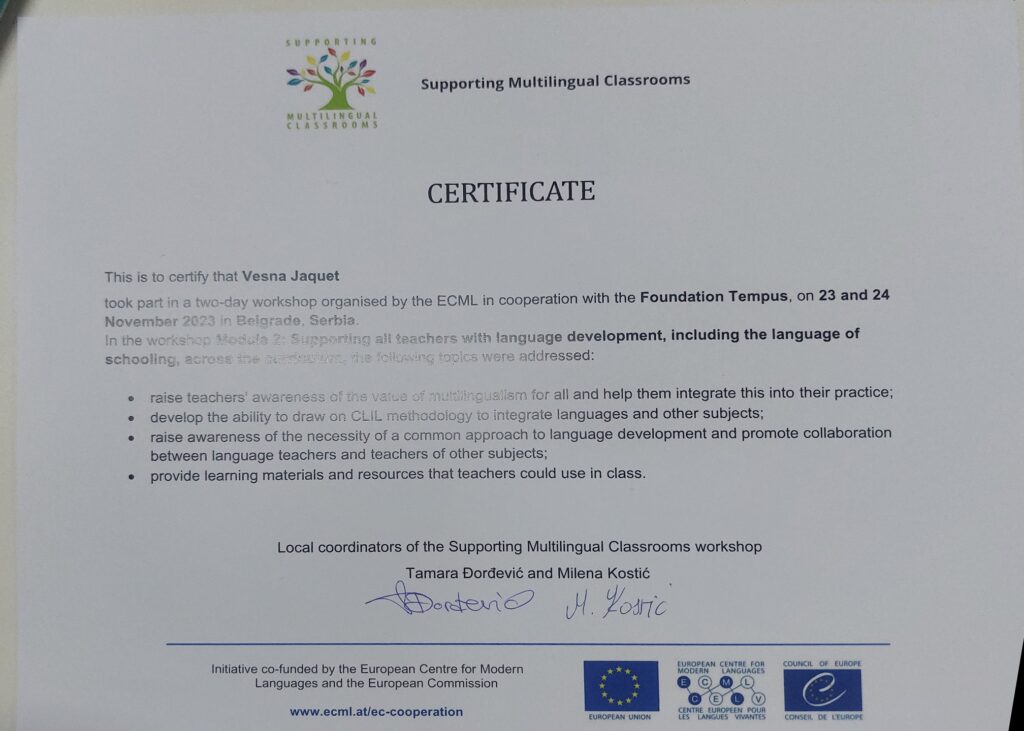 SUPPORTING
MULTILINGUAL
CLASSROOMS
Supporting Multilingual Classrooms
CERTIFICATE
This is to certify that Vesna Jaquet
took part in a two-day workshop organised by the ECML in cooperation with the Foundation Tempus, on 23 and 24
November 2023 in Belgrade, Serbia.
In the workshop Module 2: Supporting all teachers with language development, including the language of
schooling, across the curriculum, the following topics were addressed:
• raise teachers' awareness of the value of multilingualism for all and help them integrate this into their practice;
• develop the ability to draw on CLIL methodology to integrate languages and other subjects;
• raise awareness of the necessity of a common approach to language development and promote collaboration
between language teachers and teachers of other subjects;
• provide learning materials and resources that teachers could use in class.
Local coordinators of the Supporting Multilingual Classrooms workshop
Tamara Đorđević and Milena Kostić
TĐorđević M. Kostić
Initiative co-funded by the European Centre for Modern
Languages and the European Commission
www.ecml.at/ec-cooperation
EUROPEAN UNION
EUROPEAN CENTRE FOR
MODERN LANGUAGES
E C M L
C E L V
CENTRE EUROPEEN POUR
LES LANGUES VIVANTES
COUNCIL OF EUROPE
CONSEIL DE L'EUROPE